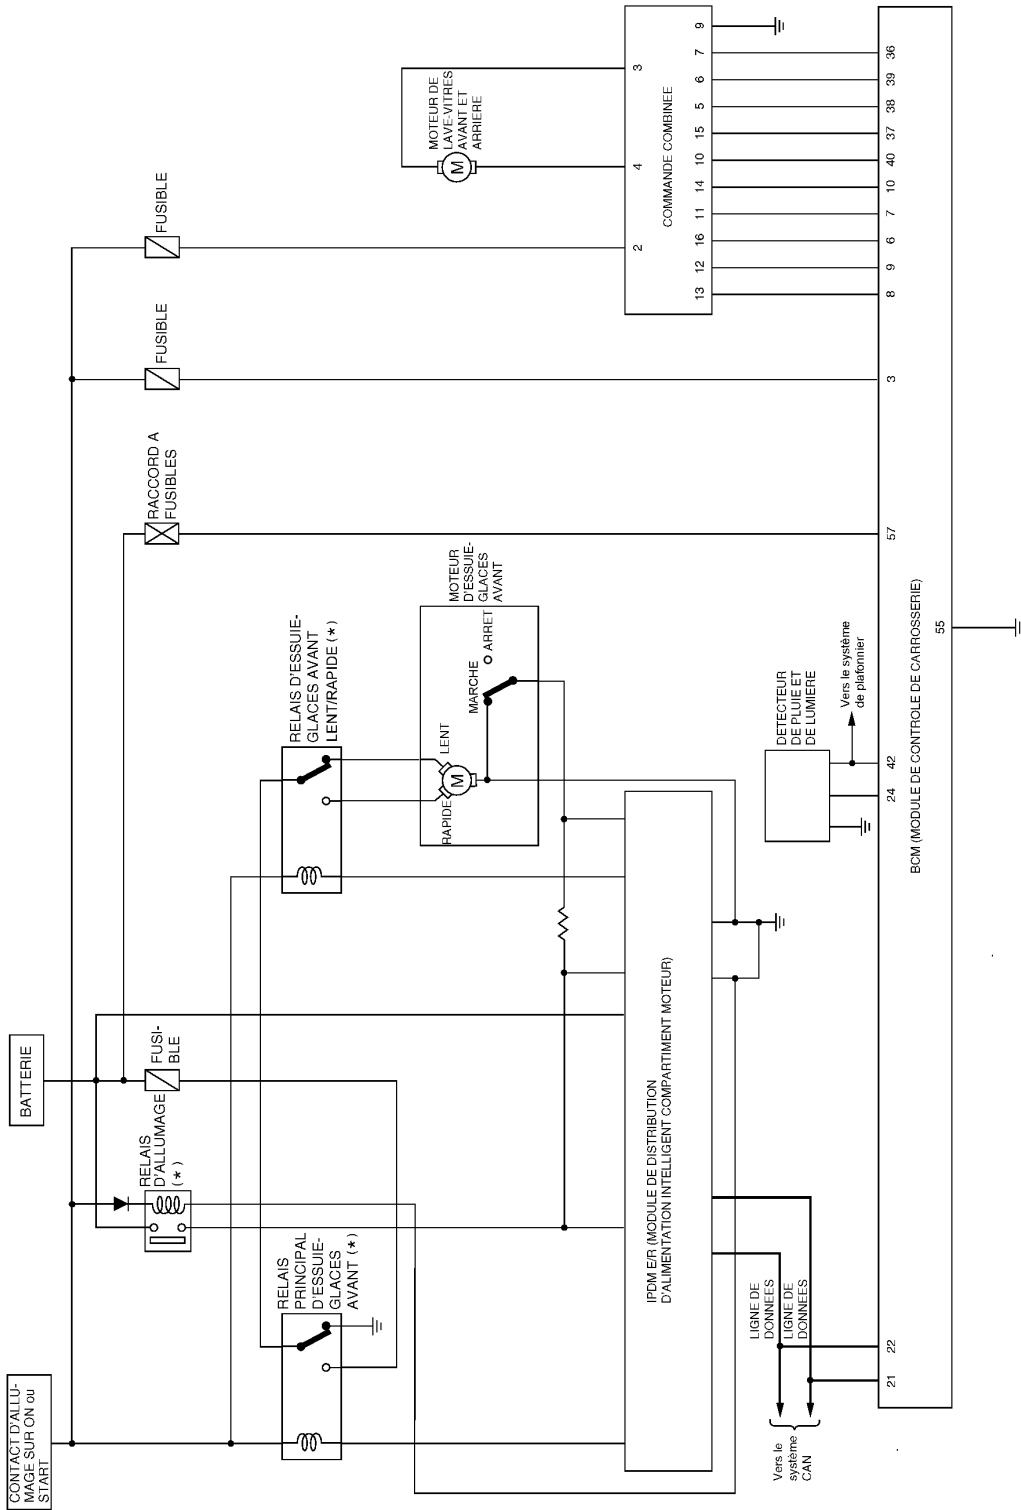 CONTACT D'ALLU-
MAGE SUR ON ou
START
BATTERIE
RELAIS
D'ALLUMAGE
(*)
FUSI-
BLE
RACCORD A
FUSIBLES
FUSIBLE
FUSIBLE
RELAIS
PRINCIPAL
D'ESSUIE-
GLACES
AVANT (*)
RELAIS D'ESSUIE-
GLACES AVANT
LENT/RAPIDE (*)
MOTEUR
D'ESSUIE-
GLACES
AVANT
RAPIDE
LENT
M
MARCHE
ARRET
MOTEUR DE
LAVE-VITRES
AVANT ET
ARRIERE
M
IPDM E/R (MODULE DE DISTRIBUTION
D'ALIMENTATION INTELLIGENT COMPARTIMENT MOTEUR)
COMMANDE COMBINEE
2
4
3
13
12
16
11
14
10
15
5
6
7
9
LIGNE DE
DONNEES
LIGNE DE
DONNEES
Vers le
système
CAN
DETECTEUR
DE PLUIE ET
DE LUMIERE
Vers le système
de plafonnier
21
22
24
42
57
3
8
9
6
7
10
40
37
38
39
36
BCM (MODULE DE CONTROLE DE CARROSSERIE)
55